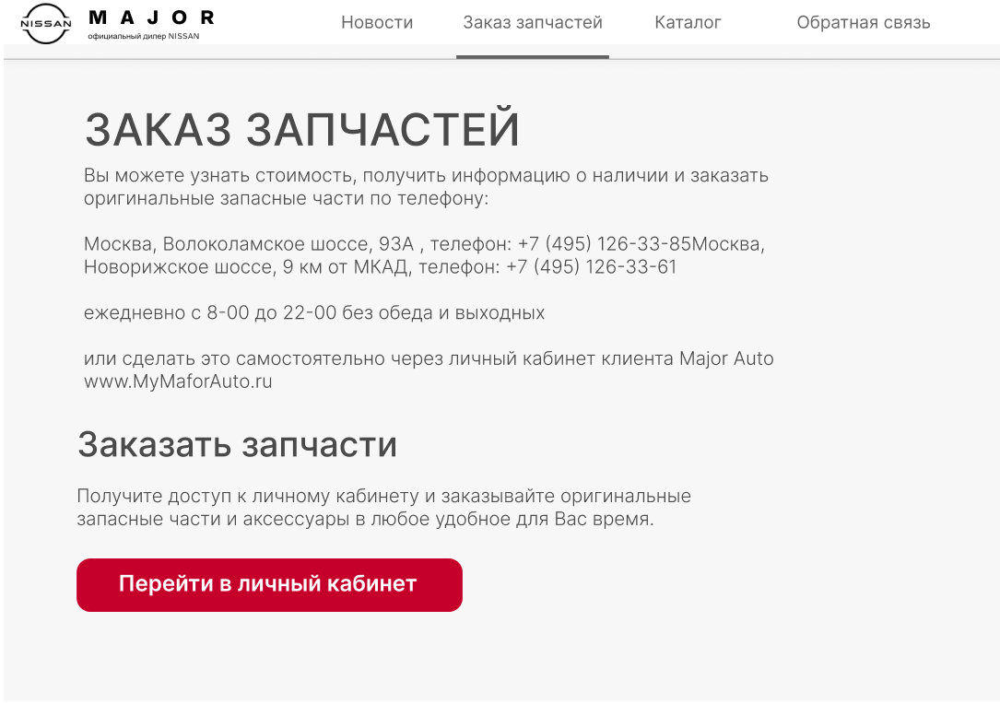 NISSAN
MAJOR
официальный дилер NISSAN
Новости
Заказ запчастей
Каталог
Обратная связь
ЗАКАЗ ЗАПЧАСТЕЙ
Вы можете узнать стоимость, получить информацию о наличии и заказать
оригинальные запасные части по телефону:
Москва, Волоколамское шоссе, 93А , телефон: +7 (495) 126-33-85Москва,
Новорижское шоссе, 9 км от МКАД, телефон: +7 (495) 126-33-61
ежедневно с 8-00 до 22-00 без обеда и выходных
или сделать это самостоятельно через личный кабинет клиента Major Auto
www.MyMaforAuto.ru
Заказать запчасти
Получите доступ к личному кабинету и заказывайте оригинальные
запасные части и аксессуары в любое удобное для Вас время.
Перейти в личный кабинет